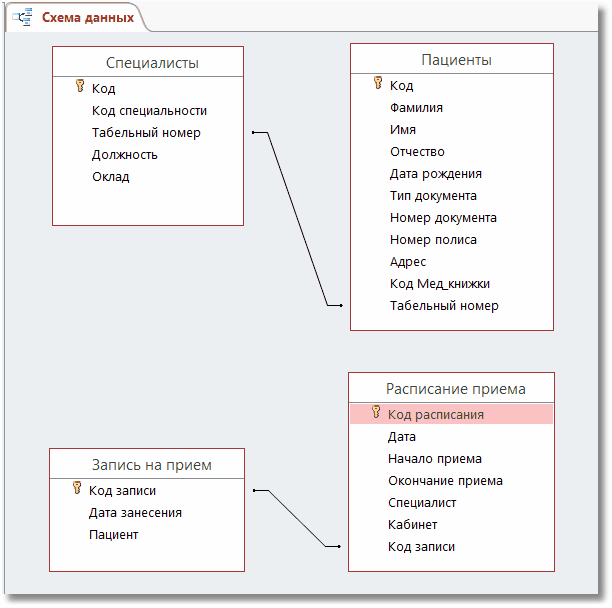 Схема данных
Специалисты
Код
Код специальности
Табельный номер
Должность
Оклад
Пациенты
Код
Фамилия
Имя
Отчество
Дата рождения
Тип документа
Номер документа
Номер полиса
Адрес
Код Мед_книжки
Табельный номер
Запись на прием
Код записи
Дата занесения
Пациент
Расписание приема
Код расписания
Дата
Начало приема
Окончание приема
Специалист
Кабинет
Код записи